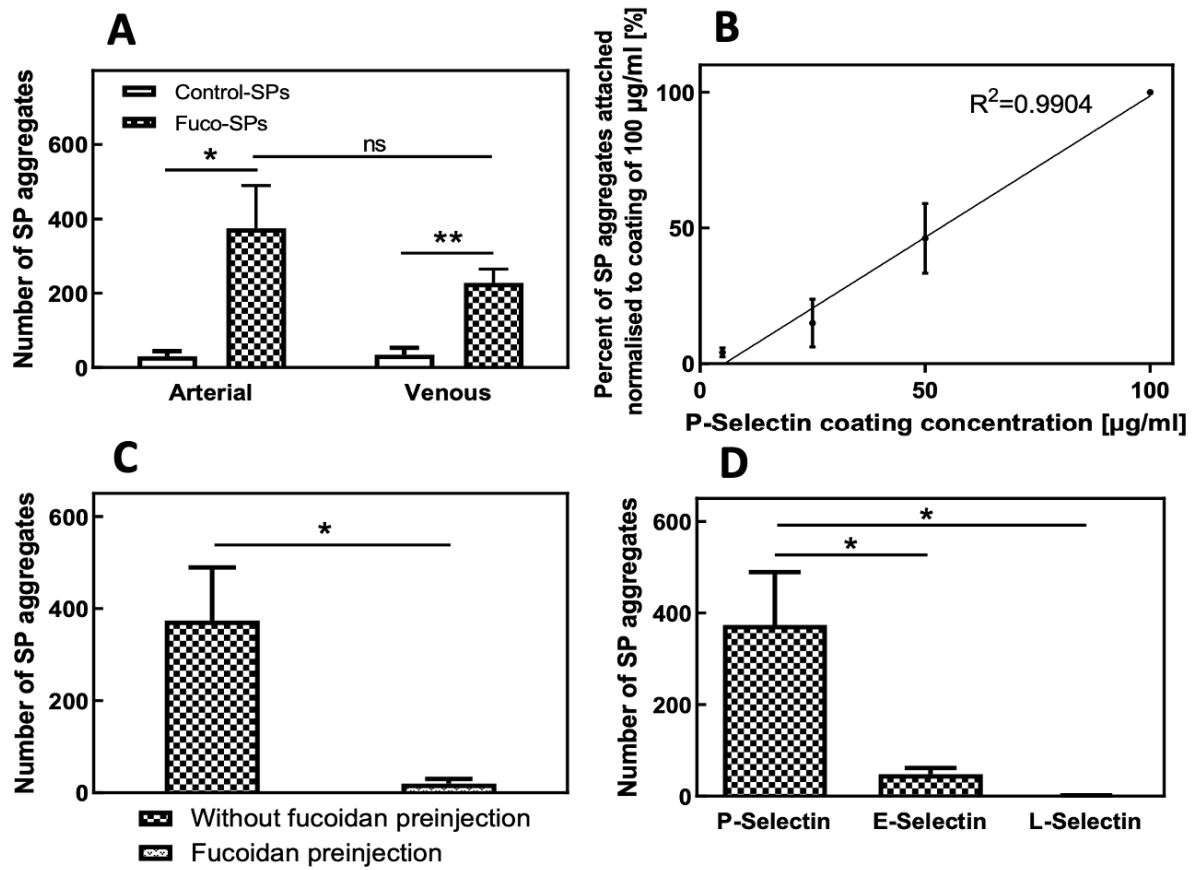 A
Number of SP aggregates
600
400
200
0
Control-SPs
Fuco-SPs
*
ns
**
Arterial
Venous
B
Percent of SP aggregates attached
normalised to coating of 100 µg/ml [%]
100
50
0
R²=0.9904
0
50
100
P-Selectin coating concentration [µg/ml]
C
Number of SP aggregates
600
400
200
0
*
Without fucoidan preinjection
Fucoidan preinjection
D
Number of SP aggregates
600
400
200
0
*
*
P-Selectin
E-Selectin
L-Selectin